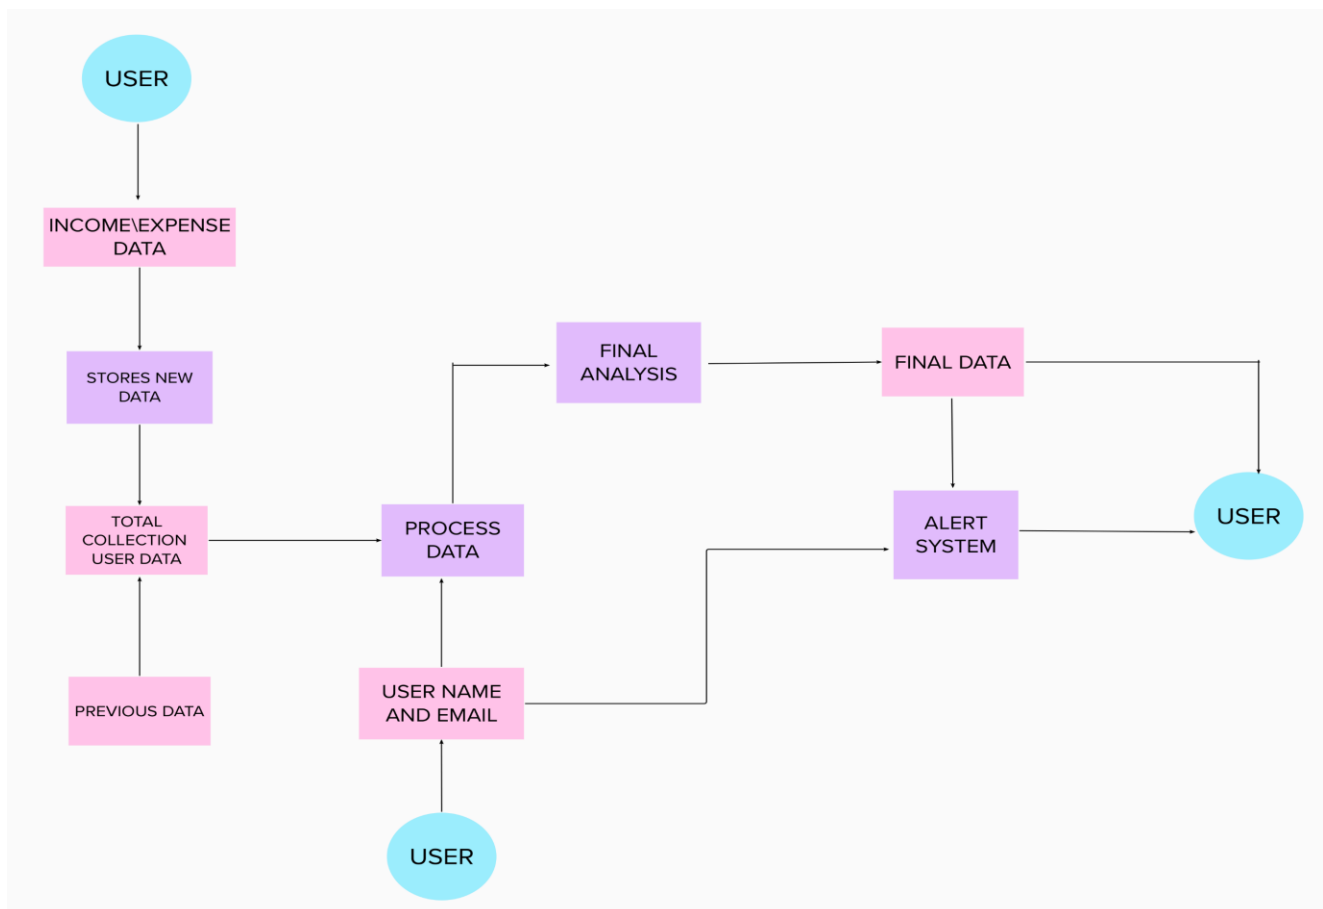 USER
INCOME\EXPENSE
DATA
STORES NEW
DATA
TOTAL
COLLECTION
USER DATA
PREVIOUS DATA
PROCESS
DATA
USER NAME
AND EMAIL
USER
FINAL
ANALYSIS
FINAL DATA
ALERT
SYSTEM
USER